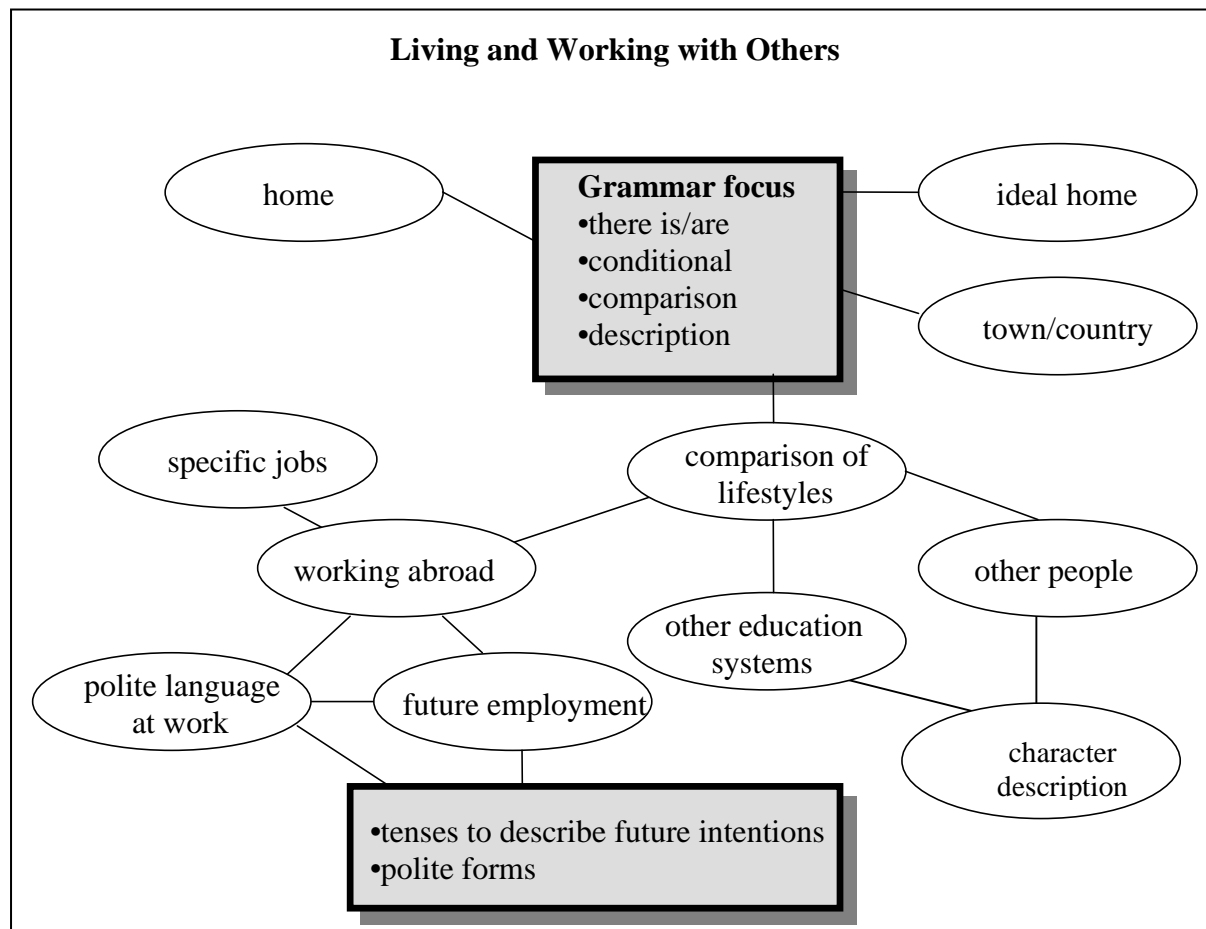 Living and Working with Others
home
Grammar focus
•there is/are
•conditional
•comparison
•description
ideal home
town/country
specific jobs
comparison of
lifestyles
working abroad
other people
other education
systems
polite language
at work
future employment
character
description
•tenses to describe future intentions
•polite forms